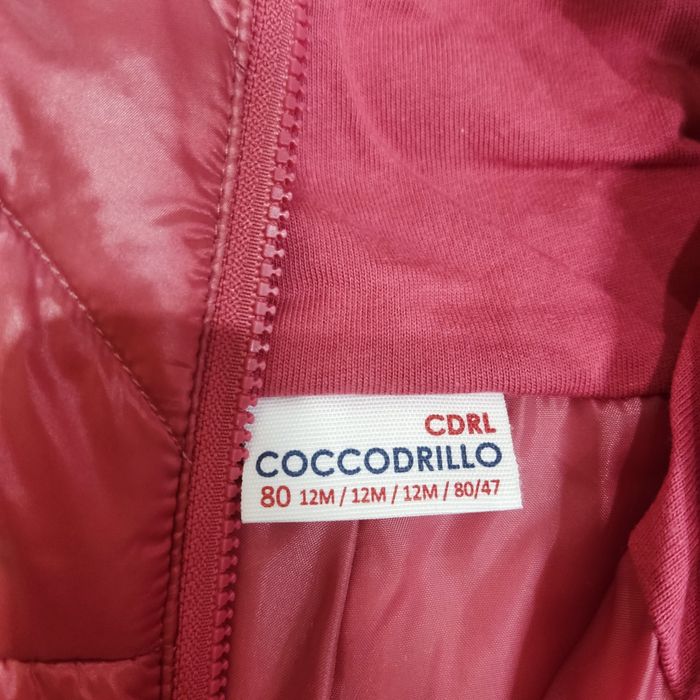 CDRL
COCCODRILLO
80 12M / 12M / 12M / 80/47